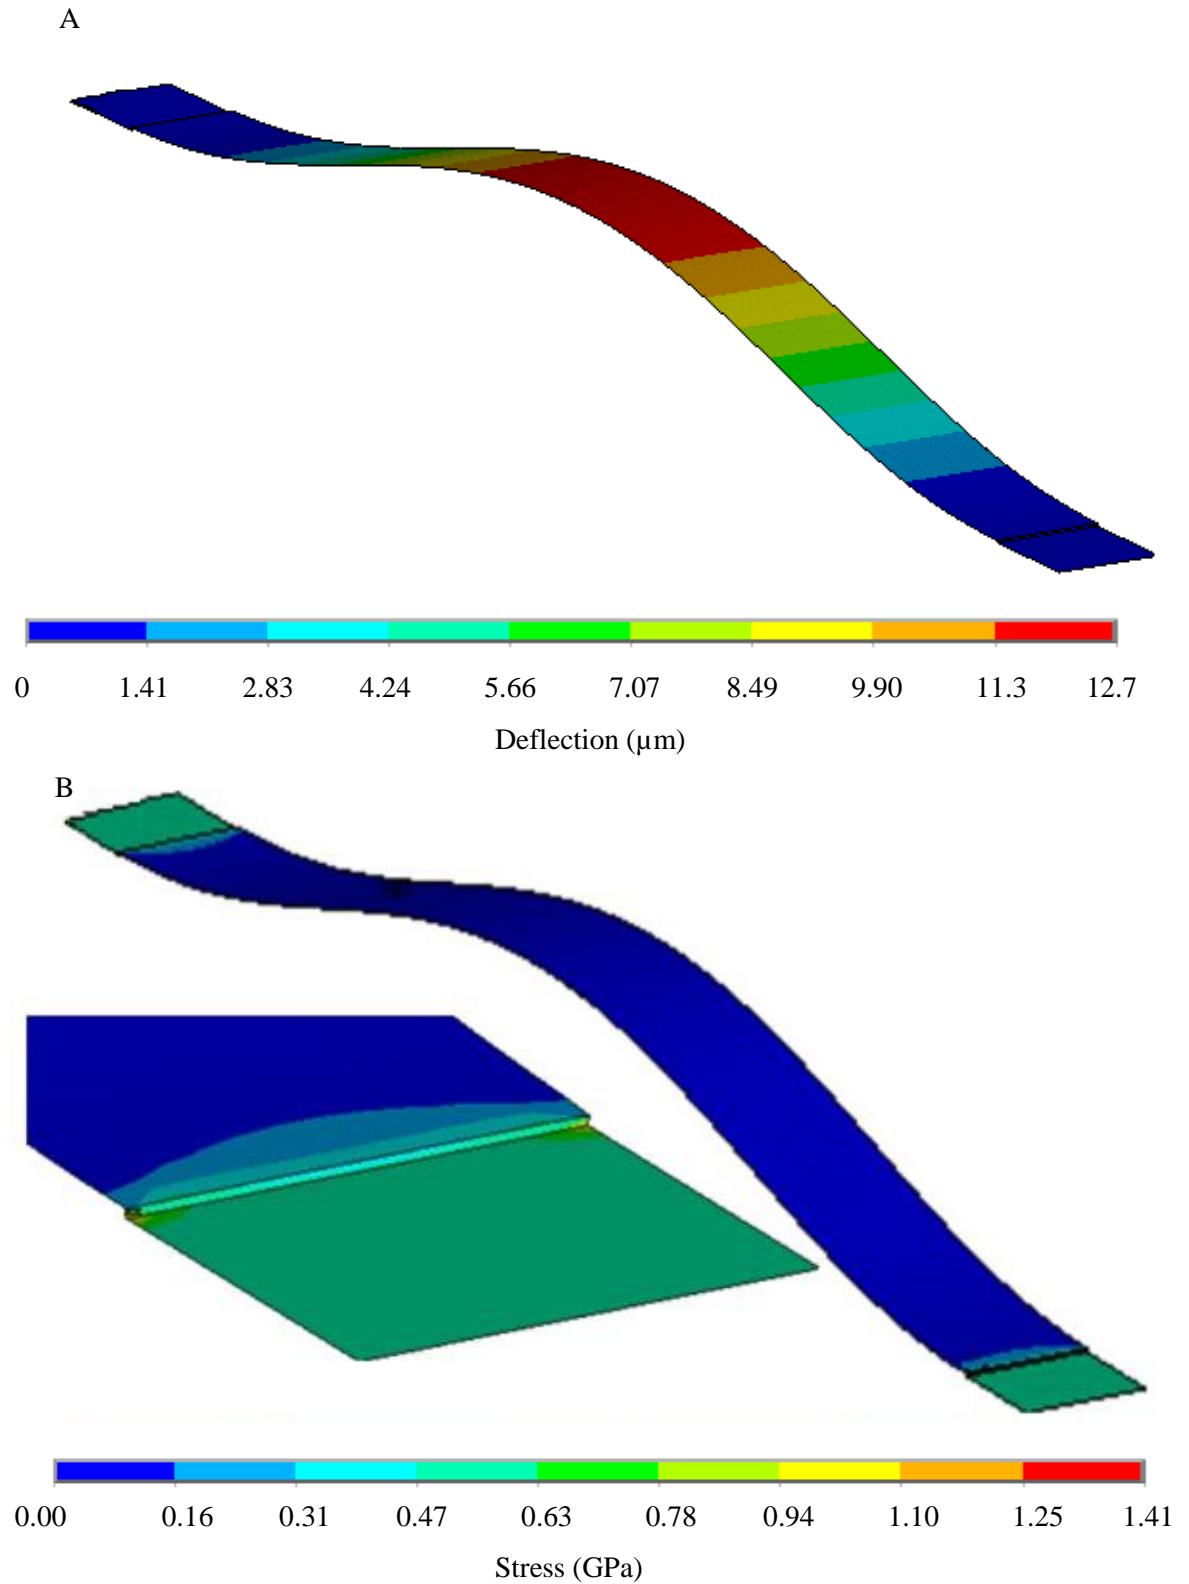 A
0 1.41 2.83 4.24 5.66 7.07 8.49 9.90 11.3 12.7
Deflection (µm)
B
0.00 0.16 0.31 0.47 0.63 0.78 0.94 1.10 1.25 1.41
Stress (GPa)